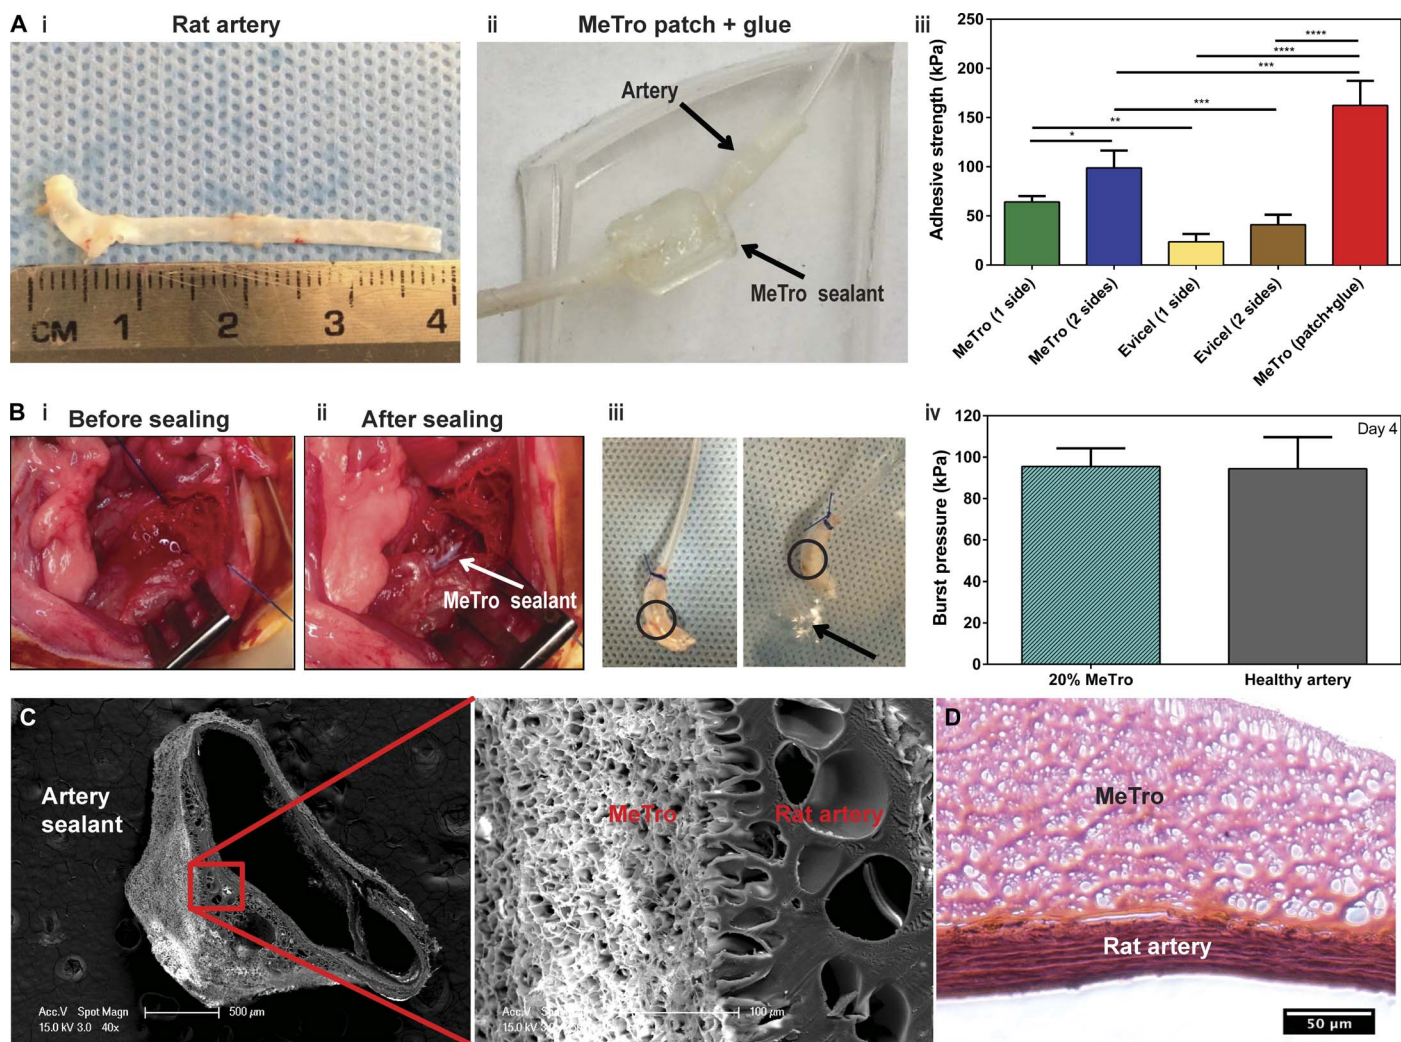 A i Rat artery
ii MeTro patch + glue
Artery
MeTro sealant
CM 1 2 3 4
iii
Adhesive strength (kPa)
250
200
150
100
50
0
****
****
***
***
**
*
MeTro (1 side)
MeTro (2 sides)
Evicel (1 side)
Evicel (2 sides)
MeTro (patch+glue)
B i Before sealing
ii After sealing
MeTro sealant
iii
iv
Day 4
Burst pressure (kPa)
120
100
80
60
40
20
0
20% MeTro
Healthy artery
C
Artery
sealant
Acc.V Spot Magn
15.0 kV 3.0 40x
500 µm
MeTro
Rat artery
Acc.V
15.0 kV
100 µm
D
MeTro
Rat artery
50 µm